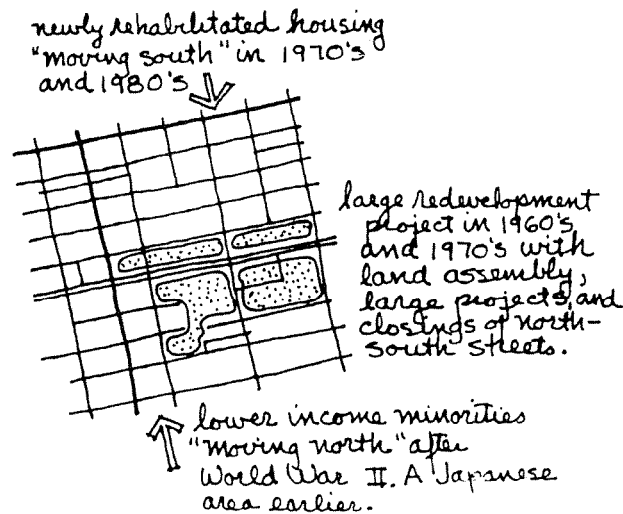 newly rehabilitated housing
"moving south" in 1970's
and 1980's
large redevelopment
project in 1960's
and 1970's with
land assembly,
large projects, and
closings of north-
south streets.
lower income minorities
"moving north" after
World War II. A Japanese
area earlier.